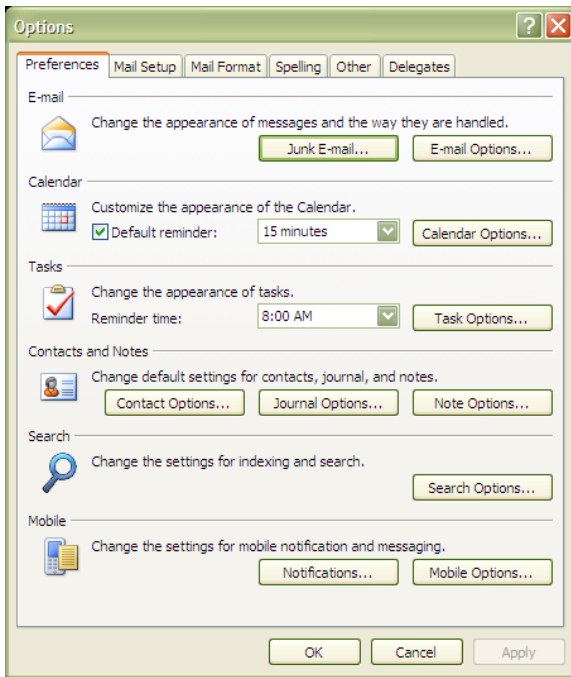 Options
Preferences Mail Setup Mail Format Spelling Other Delegates
E-mail
Change the appearance of messages and the way they are handled.
Junk E-mail... E-mail Options...
Calendar
Customize the appearance of the Calendar.
Default reminder: 15 minutes Calendar Options...
Tasks
Change the appearance of tasks.
Reminder time: 8:00 AM Task Options...
Contacts and Notes
Change default settings for contacts, journal, and notes.
Contact Options... Journal Options... Note Options...
Search
Change the settings for indexing and search.
Search Options...
Mobile
Change the settings for mobile notification and messaging.
Notifications... Mobile Options...
OK Cancel Apply